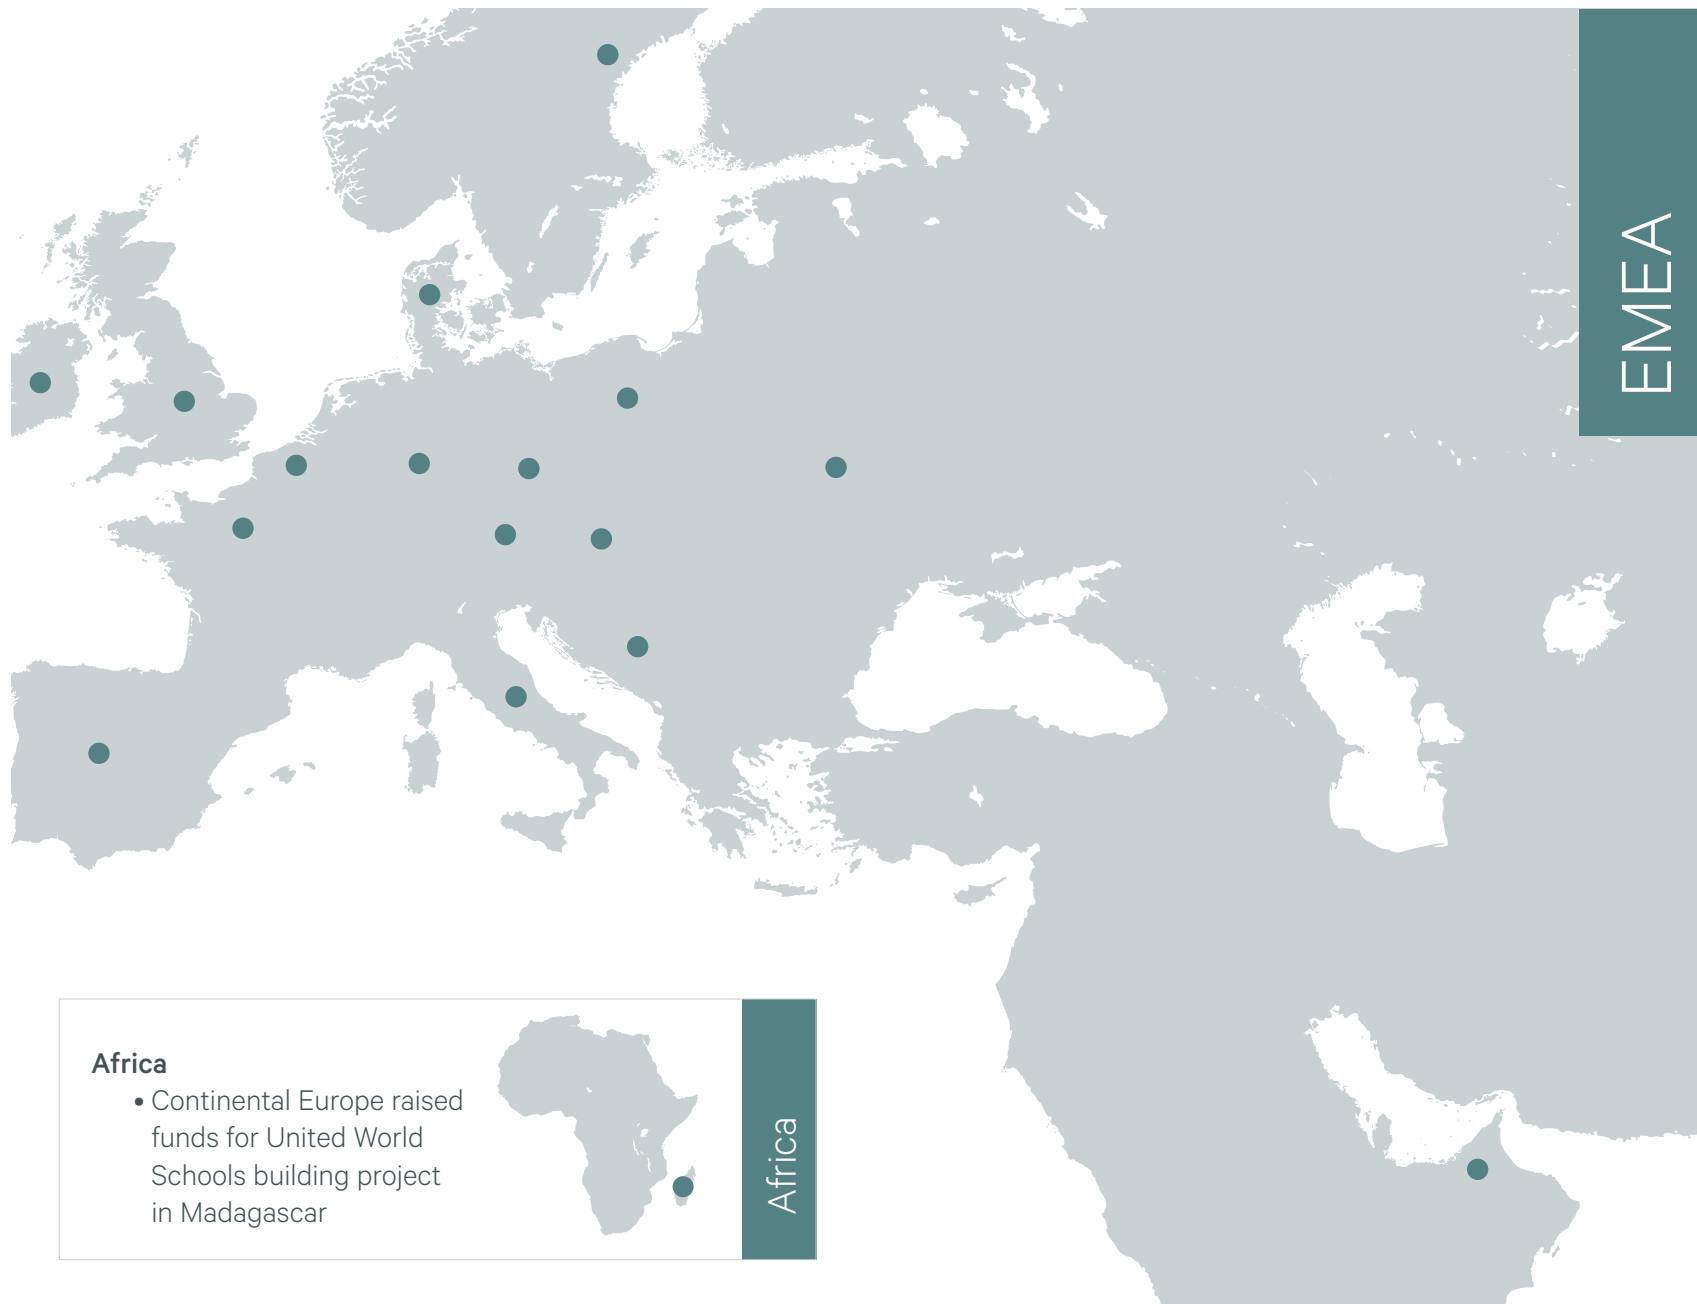 EMEA
Africa
• Continental Europe raised
funds for United World
Schools building project
in Madagascar
Africa